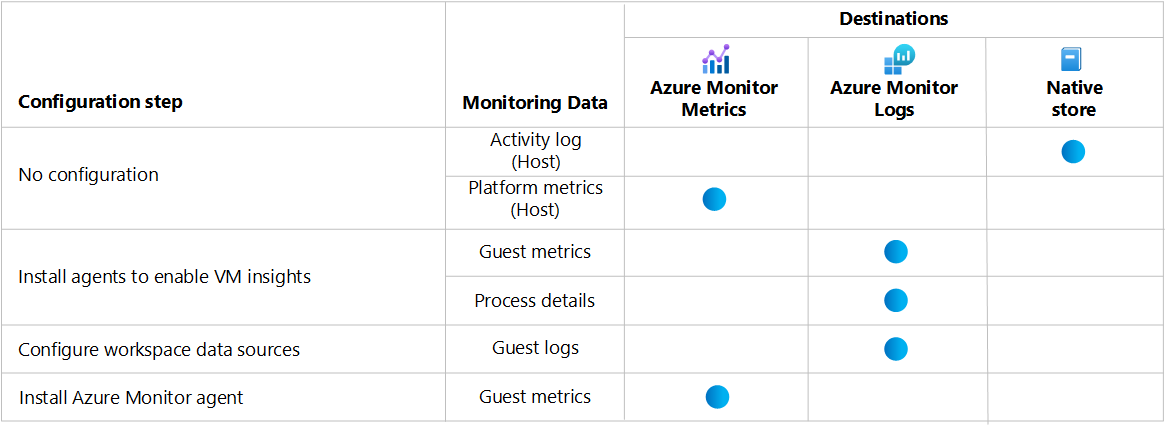 Destinations
Configuration step
Monitoring Data
Azure Monitor
Metrics
Azure Monitor
Logs
Native
store
No configuration
Activity log
(Host)
Platform metrics
(Host)
Install agents to enable VM insights
Guest metrics
Process details
Configure workspace data sources
Guest logs
Install Azure Monitor agent
Guest metrics